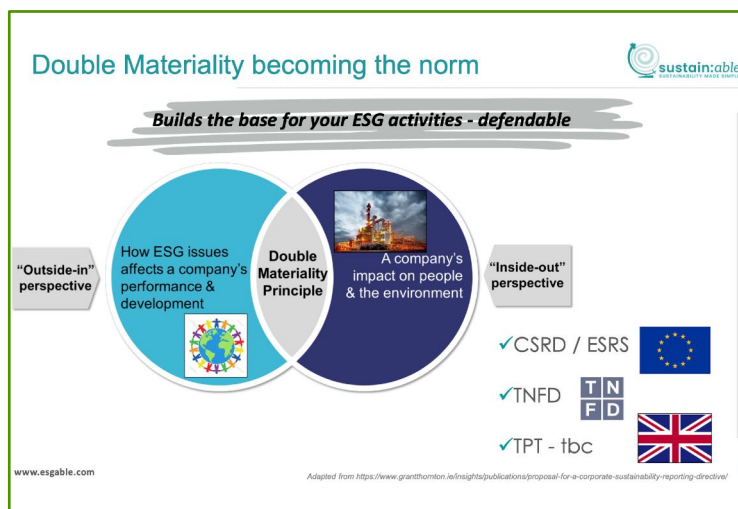 Double Materiality becoming the norm
sustain:able
SUSTAINABILITY MADE SIMPLE
Builds the base for your ESG activities - defendable
"Outside-in"
perspective
How ESG issues
affects a company's
performance &
development
Double
Materiality
Principle
A company's
impact on people
& the environment
"Inside-out"
perspective
✓CSRD / ESRS
✓TNFD
T N
F D
✓TPT - tbc
www.esgable.com
Adapted from https://www.grantthornton.ie/insights/publications/proposal-for-a-corporate-sustainability-reporting-directive/